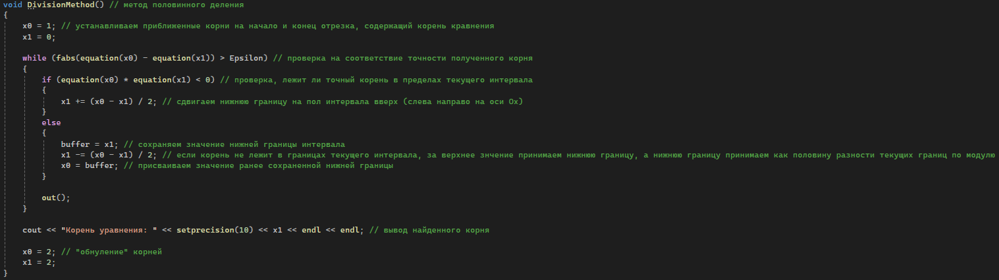 void DivisionMethod() // метод половинного деления
{
    x0 = 1; // устанавливаем приближенные корни на начало и конец отрезка, содержащий корень кравнения
    x1 = 0;

    while (fabs(equation(x0) - equation(x1)) > Epsilon) // проверка на соответствие точности полученного корня
    {
        if (equation(x0) * equation(x1) < 0) // проверка, лежит ли точный корень в пределах текущего интервала
        {
            x1 += (x0 - x1) / 2; // сдвигаем нижнюю границу на пол интервала вверх (слева направо на оси Ox)
        }
        else
        {
            buffer = x1; // сохраняем значение нижней границы интервала
            x1 -= (x0 - x1) / 2; // если корень не лежит в границах текущего интервала, за верхнее знчение принимаем нижнюю границу, а нижнюю границу принимаем как половину разности текущих границ по модулю
            x0 = buffer; // присваиваем значение ранее сохраненной нижней границы
        }

        out();
    }

    cout << "Корень уравнения: " << setprecision(10) << x1 << endl << endl; // вывод найденного корня

    x0 = 2; // "обнуление" корней
    x1 = 2;
}